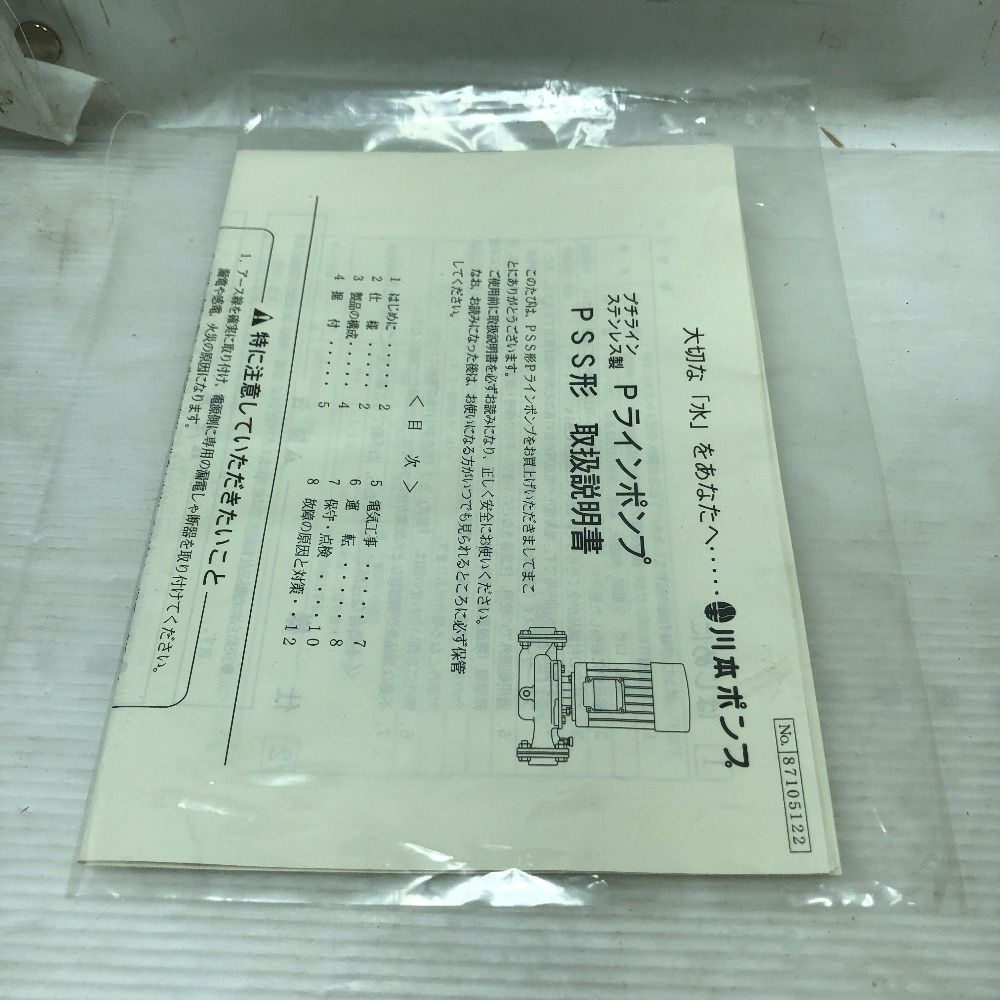 No. 87105122
大切な「水」をあなたへ・・・・・川本ポンプ
プチライン
ステンレス製 Pラインポンプ
PSS形 取扱説明書
このたびは、PSS形Pラインポンプをお買上げいただきましてまこ
とにありがとうございます。
ご使用前に取扱説明書を必ずお読みになり、正しく安全にお使いください。
なお、お読みになった後は、お使いになる方がいつでも見られるところに必ず保管
してください。
<目 次>
1 はじめに・・・・・2
2 仕 様・・・・・2
3 製品の構成・・・・4
4 据 付・・・・・5
5 電気工事・・・・・7
6 運 転・・・・・8
7 保守・点検・・・・10
8 故障の原因と対策・・12
⚠ 特に注意していただきたいこと
1. アース線を確実に取り付け、電源側に専用の漏電しゃ断器を取り付けてください。
漏電や感電、火災の原因になります。